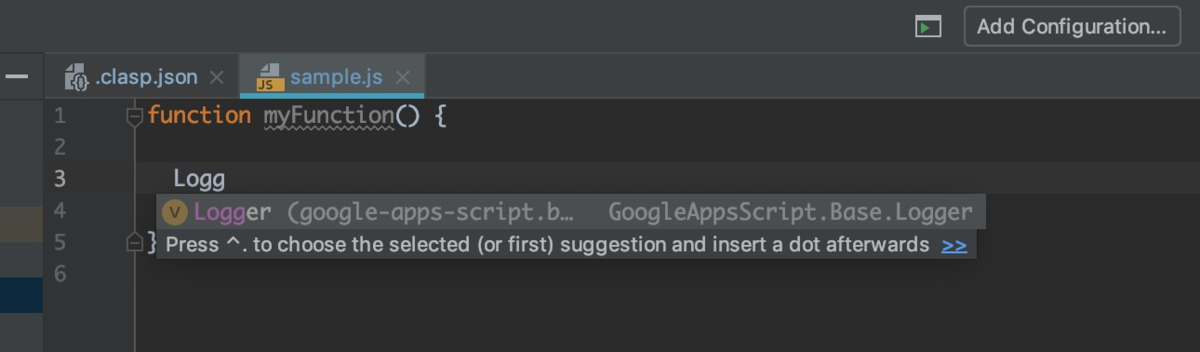 Add Configuration...
.clasp.json
JS sample.js
1 function myFunction() {
2
3 Logg
4 V Logger (google-apps-script.b… GoogleAppsScript.Base.Logger
5 } Press ^. to choose the selected (or first) suggestion and insert a dot afterwards >>
6